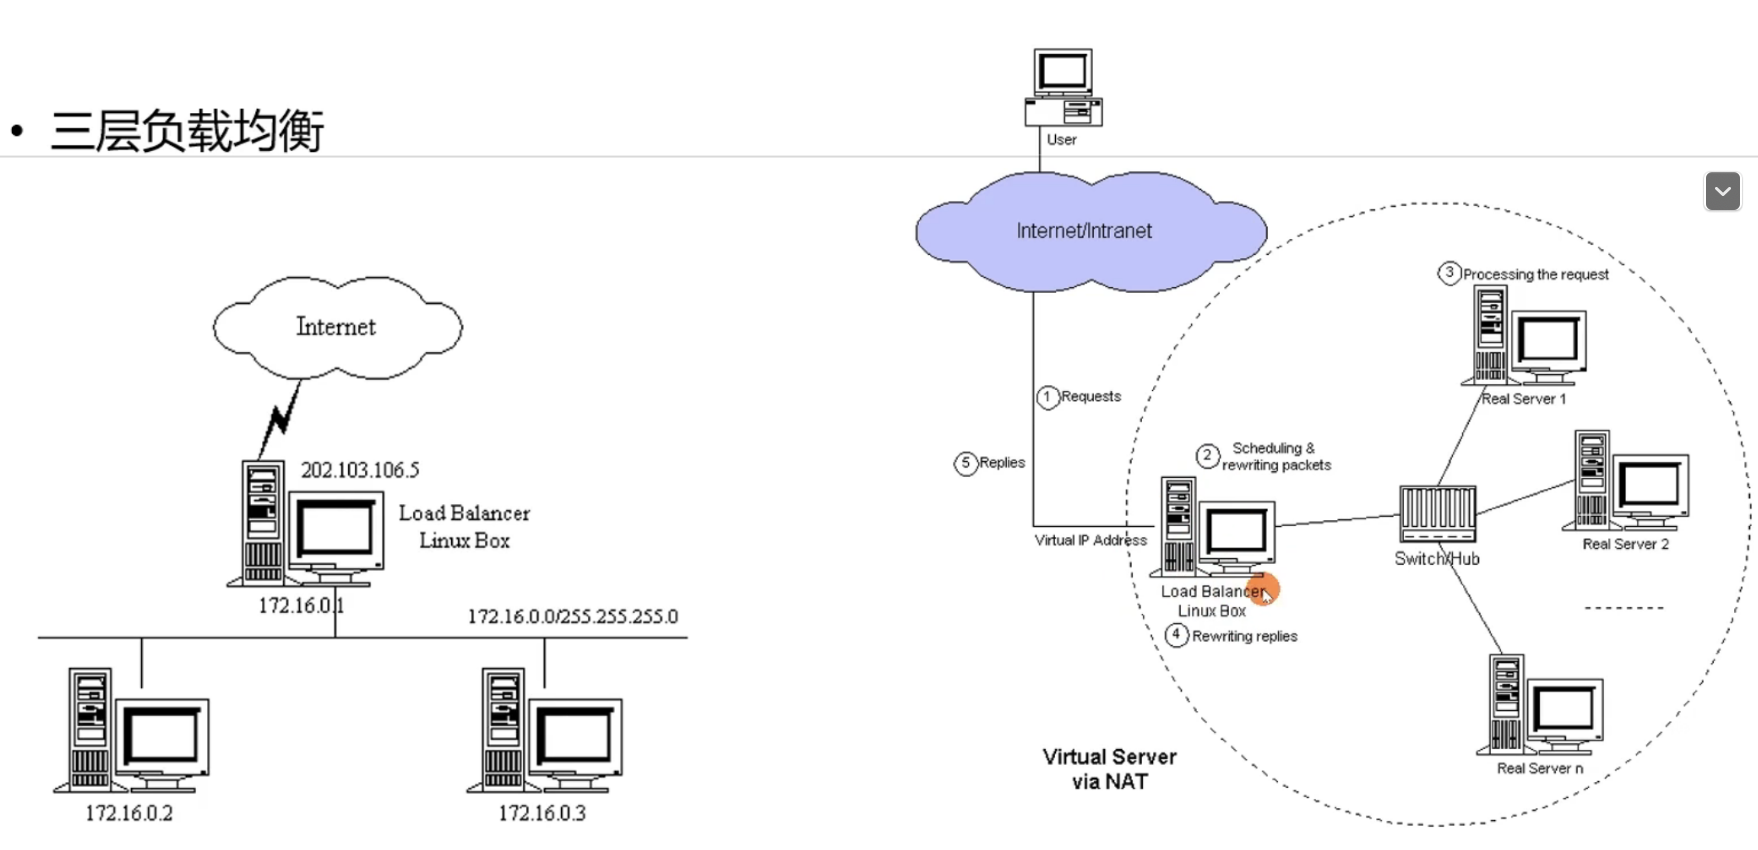 • 三层负载均衡
Internet
202.103.106.5
Load Balancer
Linux Box
172.16.0.1
172.16.0.0/255.255.255.0
172.16.0.2
172.16.0.3
User
Internet/Intranet
1 Requests
5 Replies
Virtual IP Address
2 Scheduling &
rewriting packets
Load Balancer
Linux Box
4 Rewriting replies
3 Processing the request
Real Server 1
Real Server 2
Switch/Hub
Real Server n
Virtual Server
via NAT